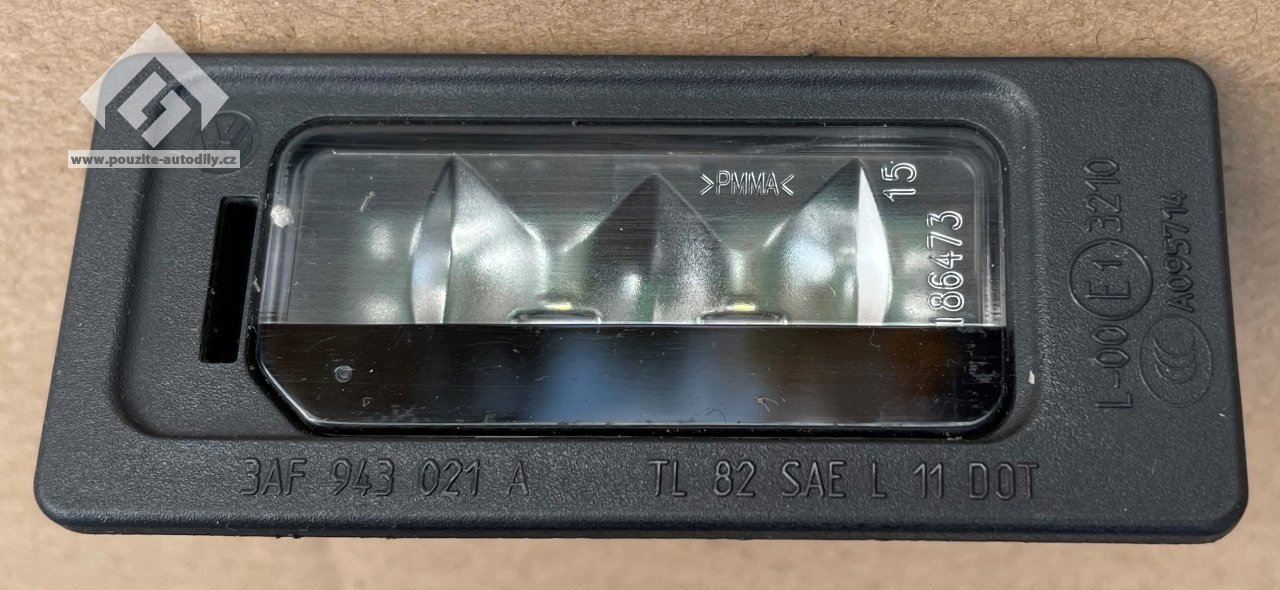 www.pouzite-autodily.cz
>PMMA<
15
186473
L-00 E1 3210
CCC A095714
3AF 943 021 A TL 82 SAE L 11 DOT